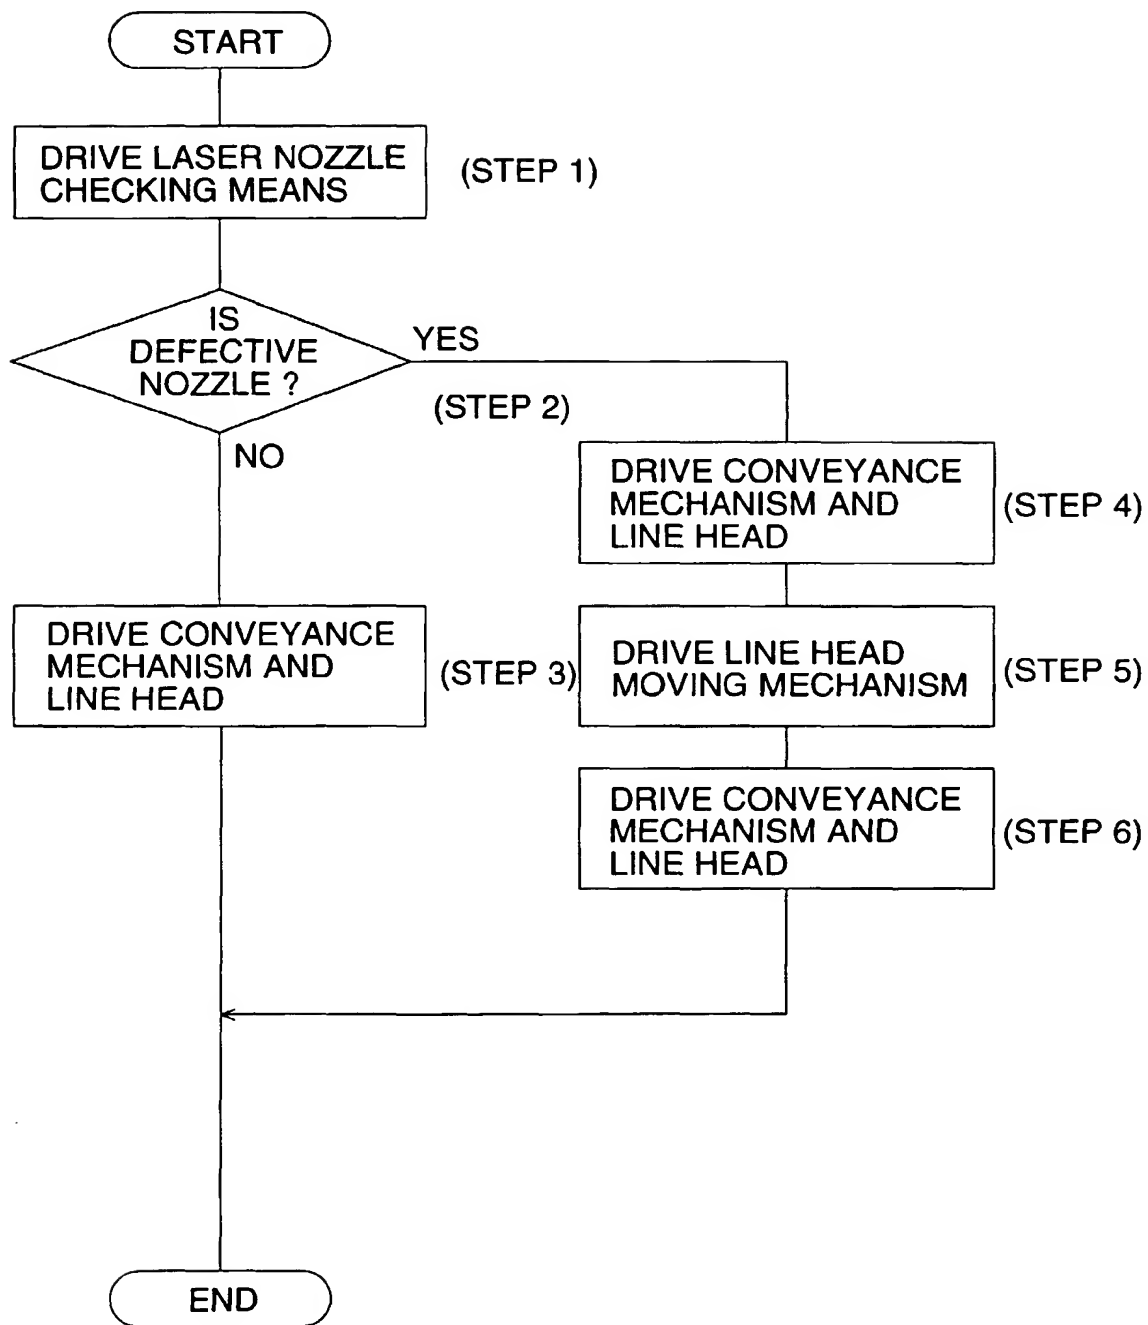 START
DRIVE LASER NOZZLE
CHECKING MEANS
(STEP 1)
IS
DEFECTIVE
NOZZLE ?
YES
(STEP 2)
NO
DRIVE CONVEYANCE
MECHANISM AND
LINE HEAD
(STEP 3)
DRIVE CONVEYANCE
MECHANISM AND
LINE HEAD
(STEP 4)
DRIVE LINE HEAD
MOVING MECHANISM
(STEP 5)
DRIVE CONVEYANCE
MECHANISM AND
LINE HEAD
(STEP 6)
END